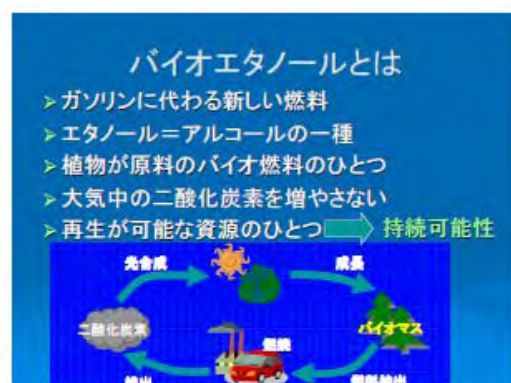 バイオエタノールとは
➢ガソリンに代わる新しい燃料
➢エタノール＝アルコールの一種
➢植物が原料のバイオ燃料のひとつ
➢大気中の二酸化炭素を増やさない
➢再生が可能な資源のひとつ 持続可能性
光合成 成長
二酸化炭素 バイオマス
燃焼